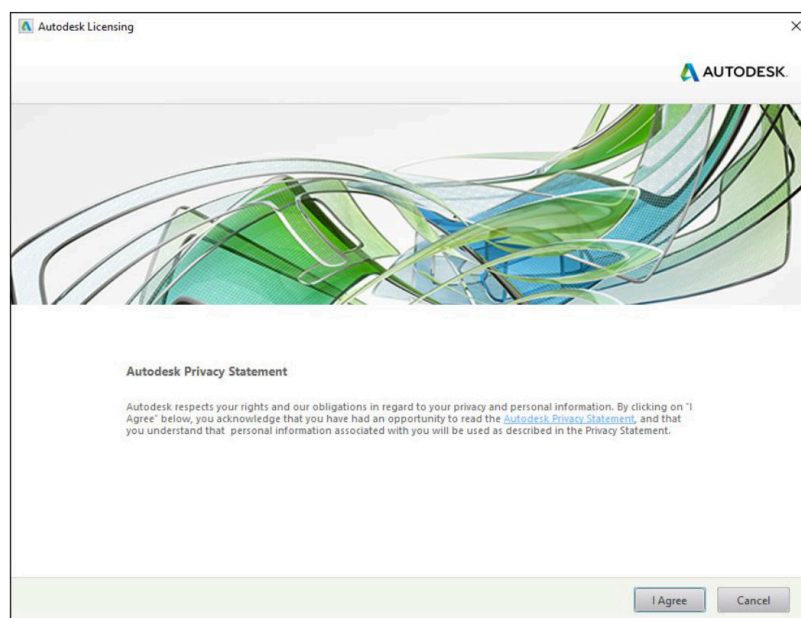 Autodesk Licensing
AUTODESK.
Autodesk Privacy Statement
Autodesk respects your rights and our obligations in regard to your privacy and personal information. By clicking on "I
Agree" below, you acknowledge that you have had an opportunity to read the Autodesk Privacy Statement, and that
you understand that personal information associated with you will be used as described in the Privacy Statement.
I Agree Cancel